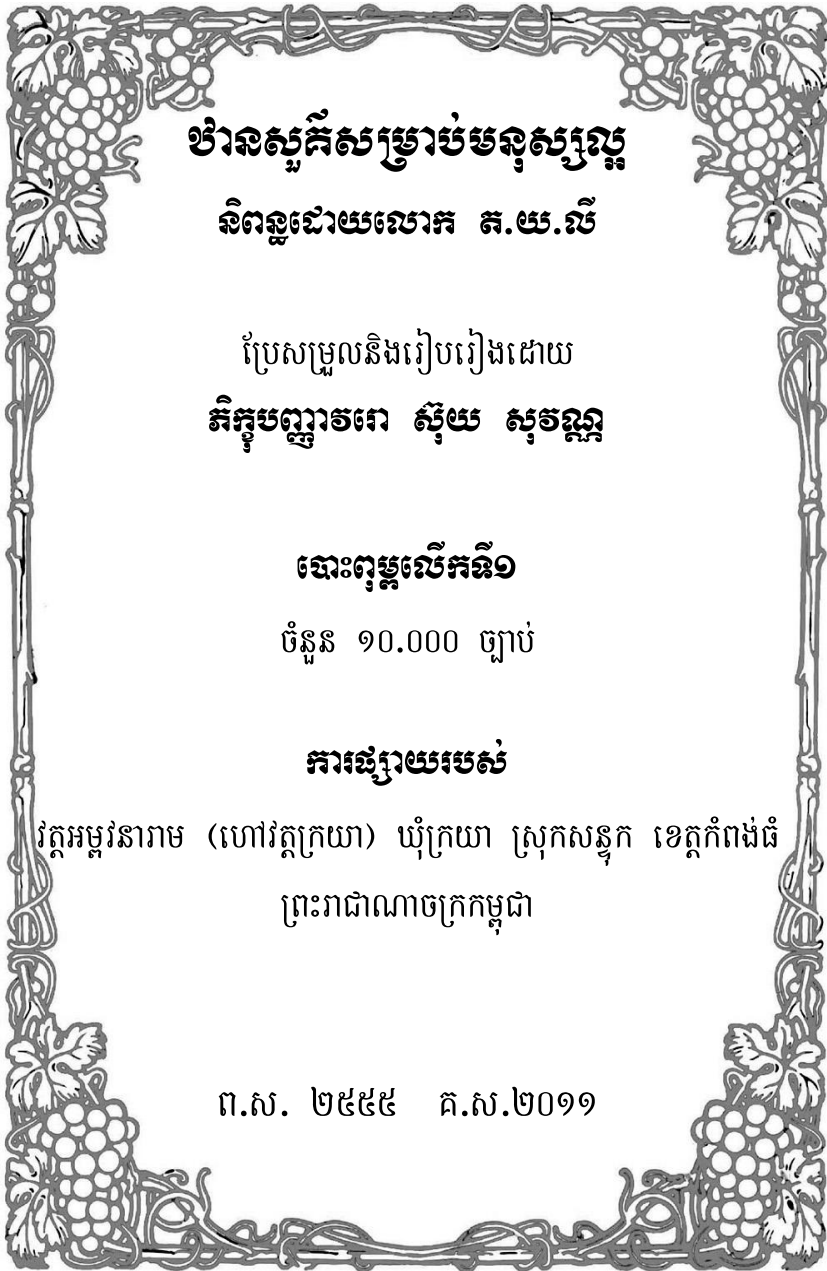 ឋានសួគ៌សម្រាប់មនុស្សល្អ
និពន្ធដោយលោក ត.យ.លី
ប្រែសម្រួលនិងរៀបរៀងដោយ
ភិក្ខុបញ្ញាវរោ ស៊ុយ សុវណ្ណ
បោះពុម្ពលើកទី១
ចំនួន ១០.០០០ ច្បាប់
ការផ្សាយរបស់
វត្តអម្ពវនារាម (ហៅវត្តក្រយា) ឃុំក្រយា ស្រុកសន្ទុក ខេត្តកំពង់ធំ
ព្រះរាជាណាចក្រកម្ពុជា
ព.ស. ២៥៥៥ គ.ស.២០១១